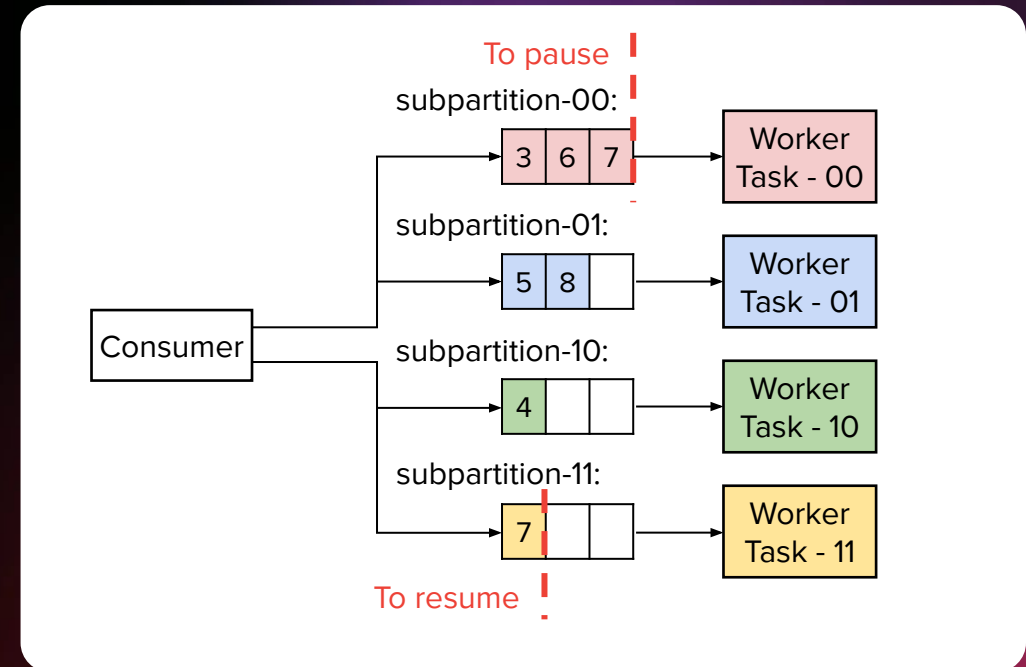 To pause
subpartition-00:
3 6 7
Worker
Task - 00
subpartition-01:
5 8
Worker
Task - 01
Consumer
subpartition-10:
4
Worker
Task - 10
subpartition-11:
7
Worker
Task - 11
To resume